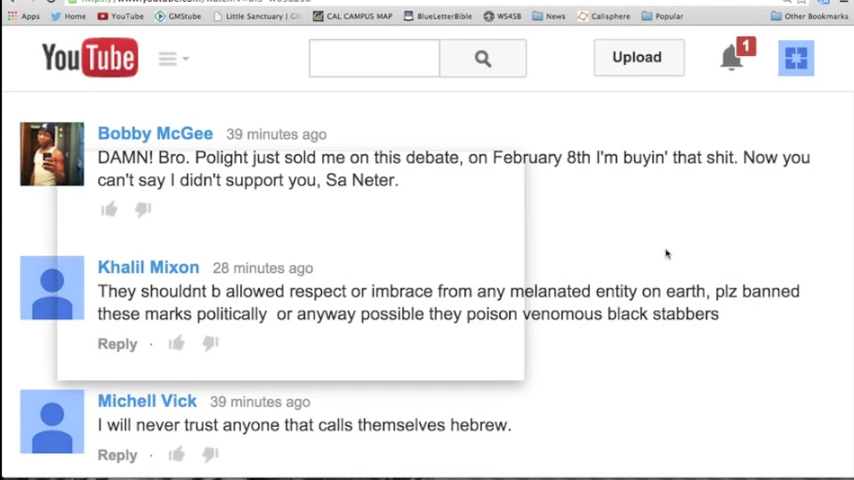 Apps Home YouTube GMStube Little Sanctuary | G CAL CAMPUS MAP BlueLetterBible WS4SB News Calisphere Popular Other Bookmarks
YouTube Upload 1
Bobby McGee 39 minutes ago
DAMN! Bro. Polight just sold me on this debate, on February 8th I'm buyin' that shit. Now you
can't say I didn't support you, Sa Neter.
Khalil Mixon 28 minutes ago
They shouldnt b allowed respect or imbrace from any melanated entity on earth, plz banned
these marks politically or anyway possible they poison venomous black stabbers
Reply ·
Michell Vick 39 minutes ago
I will never trust anyone that calls themselves hebrew.
Reply ·